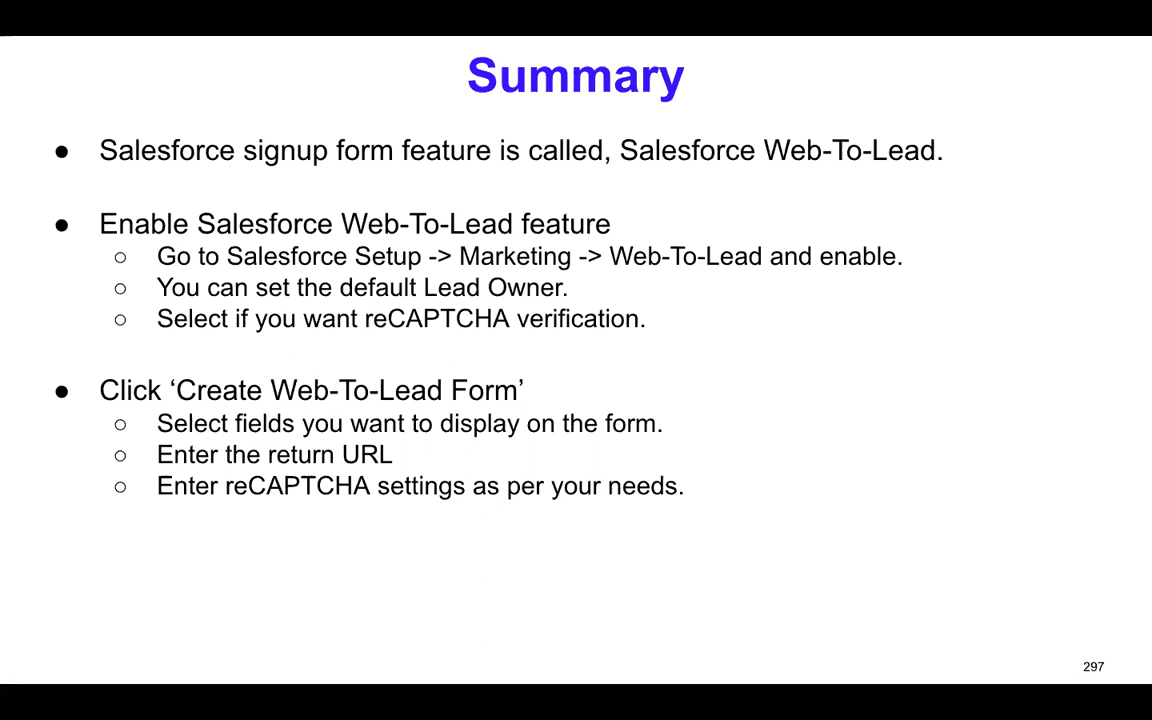 Summary
● Salesforce signup form feature is called, Salesforce Web-To-Lead.
● Enable Salesforce Web-To-Lead feature
○ Go to Salesforce Setup -> Marketing -> Web-To-Lead and enable.
○ You can set the default Lead Owner.
○ Select if you want reCAPTCHA verification.
● Click ‘Create Web-To-Lead Form’
○ Select fields you want to display on the form.
○ Enter the return URL
○ Enter reCAPTCHA settings as per your needs.
297